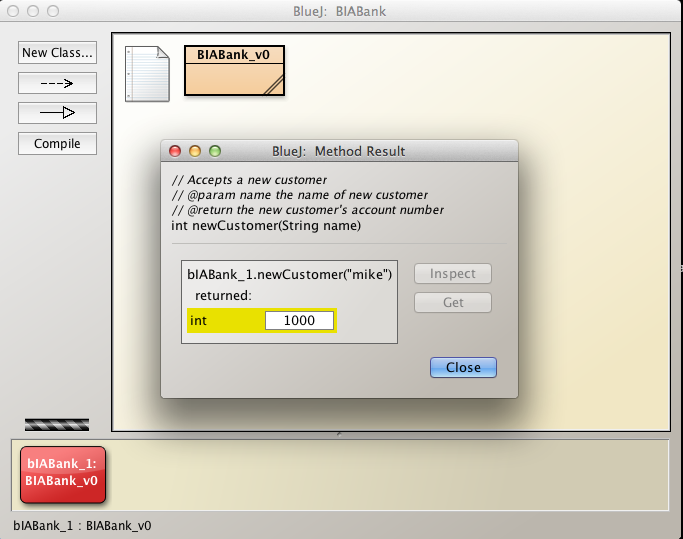 BlueJ: BIABank
New Class...
Compile
BIABank_v0
BlueJ: Method Result
// Accepts a new customer
// @param name the name of new customer
// @return the new customer's account number
int newCustomer(String name)
bIABank_1.newCustomer("mike")
returned:
int 1000
Inspect
Get
Close
bIABank_1:
BIABank_v0
bIABank_1 : BIABank_v0